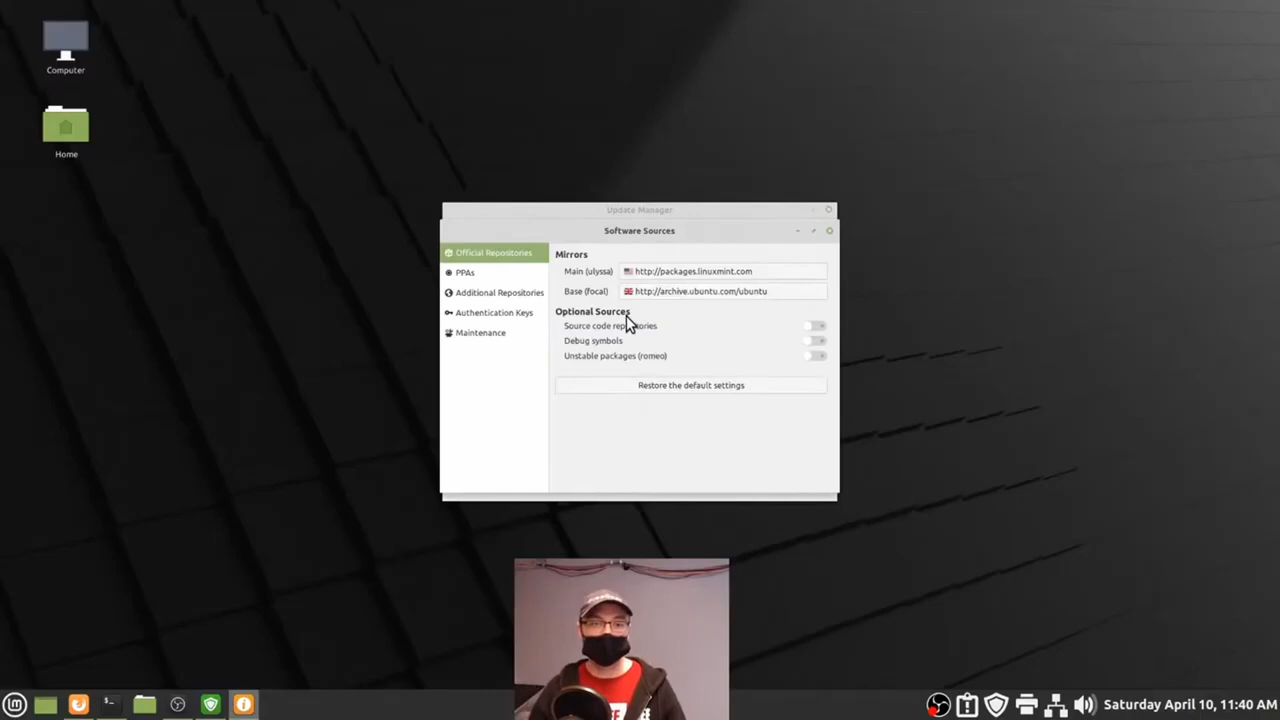 Computer
Home
Update Manager
Software Sources
Official Repositories
PPAs
Additional Repositories
Authentication Keys
Maintenance
Mirrors
Main (ulyssa) http://packages.linuxmint.com
Base (focal) http://archive.ubuntu.com/ubuntu
Optional Sources
Source code repositories
Debug symbols
Unstable packages (romeo)
Restore the default settings
Saturday April 10, 11:40 AM